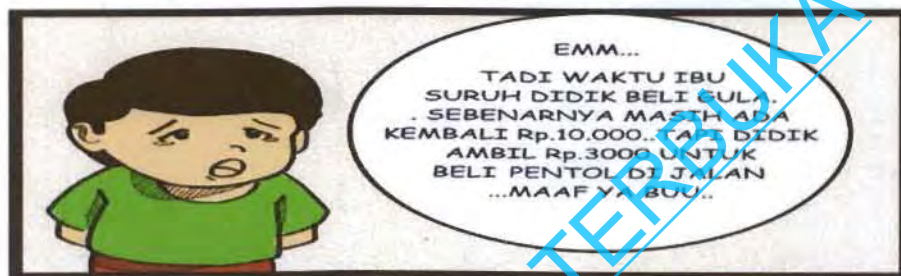 EMM...
TADI WAKTU IBU
SURUH DIDIK BELI GULA.
. SEBENARNYA MASIH ADA
KEMBALI Rp.10.000..TAPI DIDIK
AMBIL Rp.3000 UNTUK
BELI PENTOL DI JALAN
...MAAF YA BUU..
TERBUKA